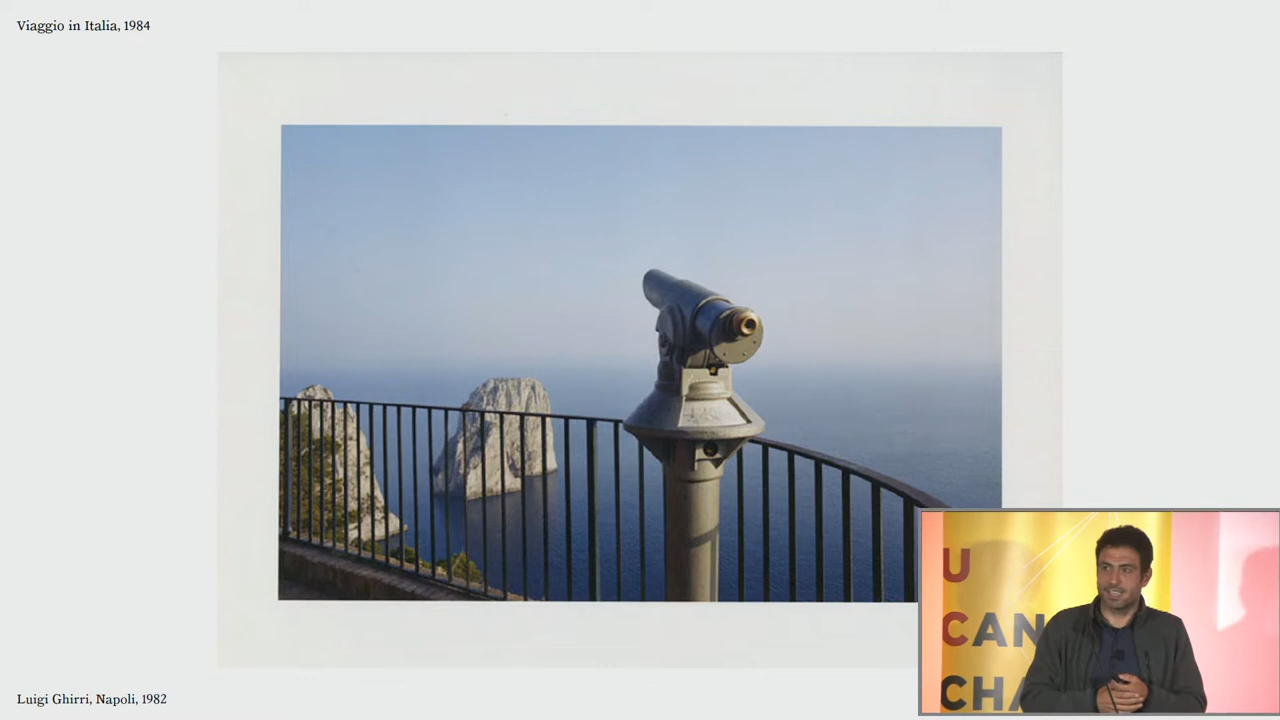 Viaggio in Italia, 1984
U
CAN
CHA
Luigi Ghirri, Napoli, 1982